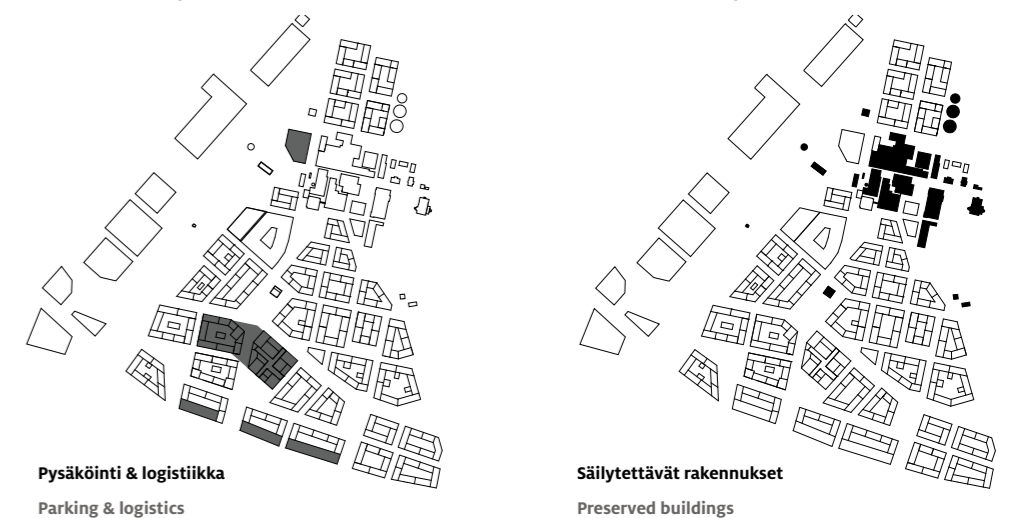 Pysäköinti & logistiikka
Parking & logistics
Säilytettävät rakennukset
Preserved buildings